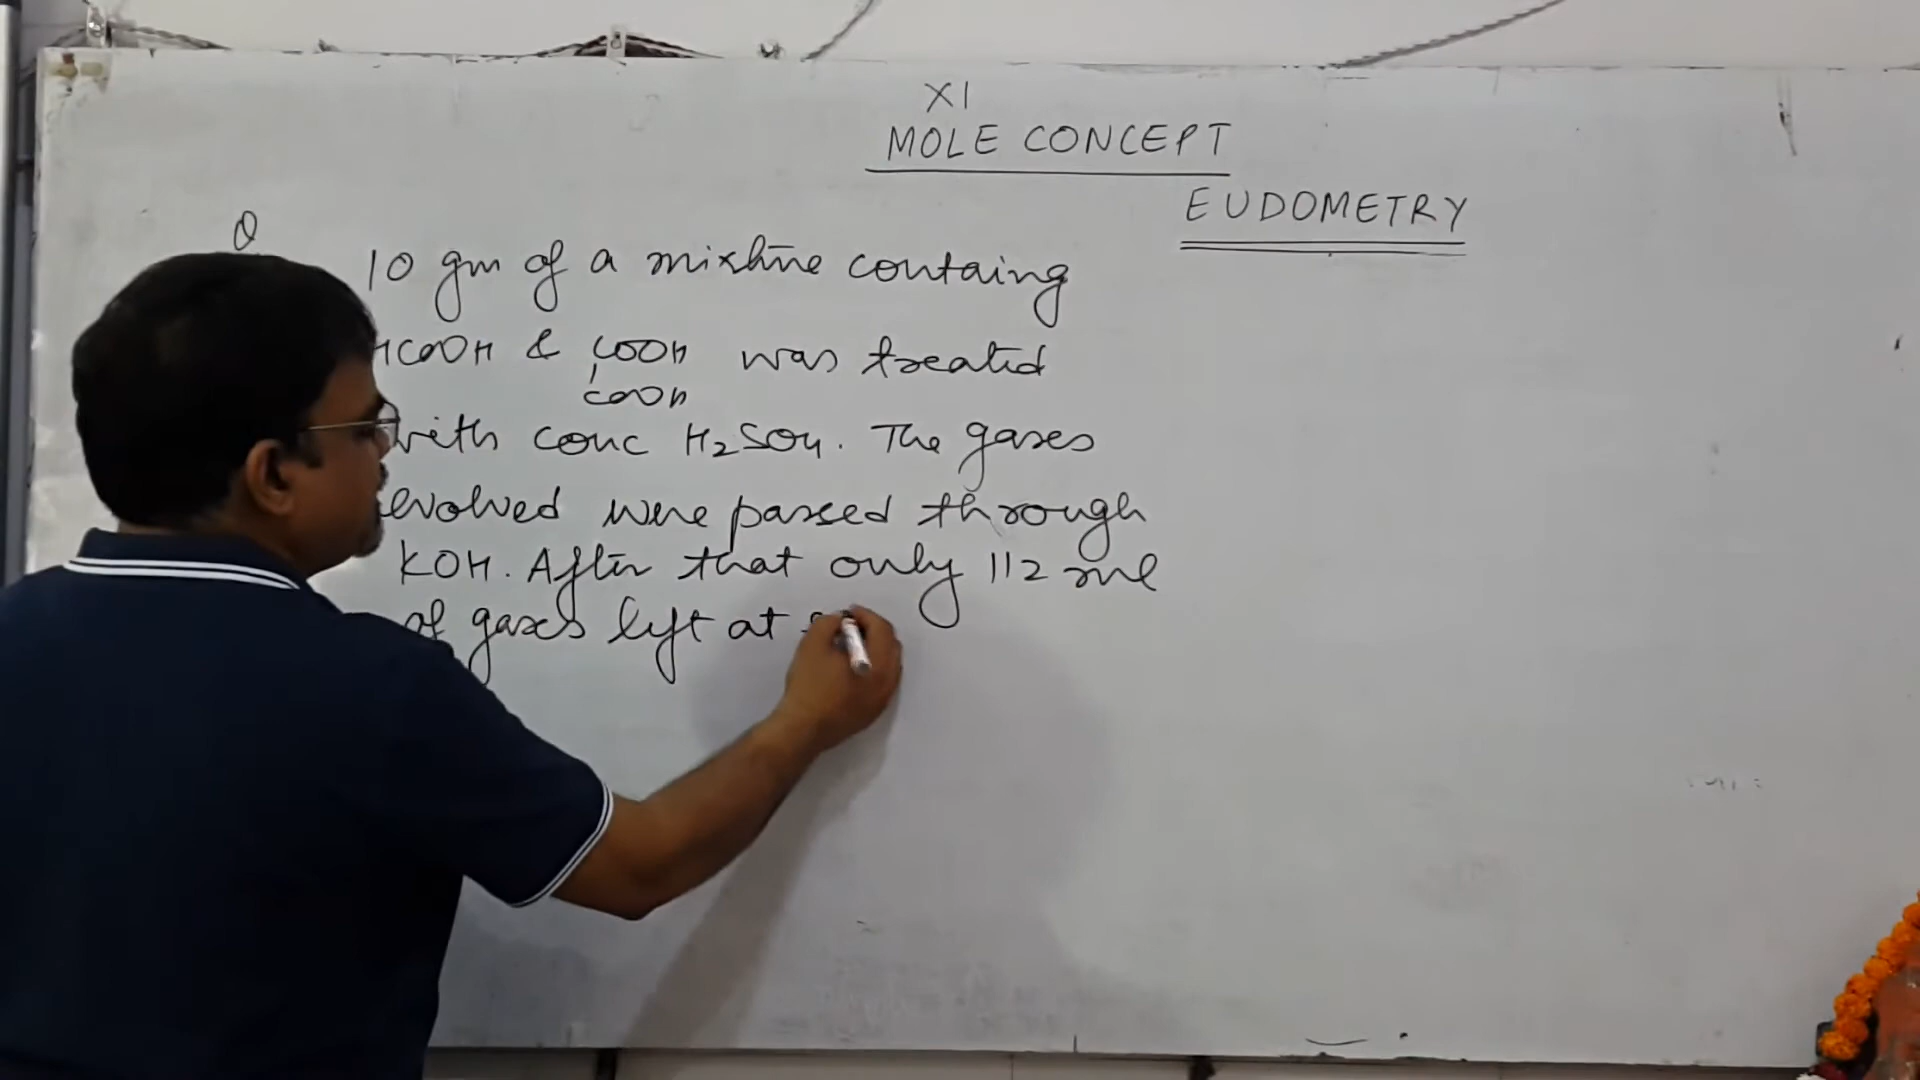 XI
MOLE CONCEPT
EUDOMETRY
Q
10 gm of a mixture containg
HCOOH & COOH was treated
COOH
with conc H2SO4. The gases
evolved were passed through
KOH. After that only 112 ml
of gases left at